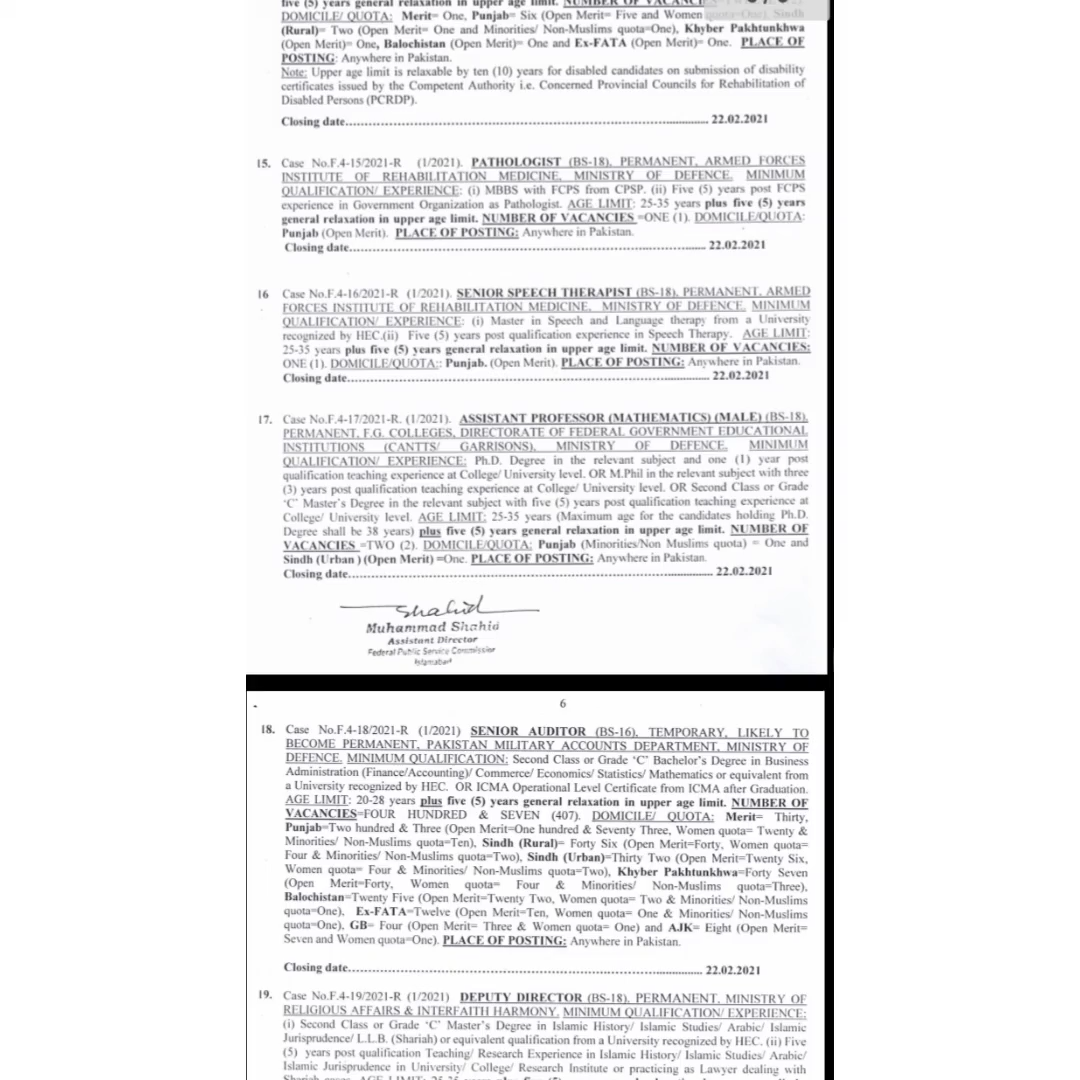 five (5) years general relaxation in upper age limit. NUMBER OF
DOMICILE/ QUOTA: Merit= One, Punjab= Six (Open Merit= Five and Women quota=One), Sindh
(Rural)= Two (Open Merit= One and Minorities/ Non-Muslims quota=One), Khyber Pakhtunkhwa
(Open Merit)= One, Balochistan (Open Merit)= One and Ex-FATA (Open Merit)= One. PLACE OF
POSTING: Anywhere in Pakistan.
Note: Upper age limit is relaxable by ten (10) years for disabled candidates on submission of disability
certificates issued by the Competent Authority i.e. Concerned Provincial Councils for Rehabilitation of
Disabled Persons (PCRDP).
Closing date................................................................................................ 22.02.2021
15. Case No.F.4-15/2021-R (1/2021). PATHOLOGIST (BS-18), PERMANENT, ARMED FORCES
INSTITUTE OF REHABILITATION MEDICINE, MINISTRY OF DEFENCE. MINIMUM
QUALIFICATION/ EXPERIENCE: (i) MBBS with FCPS from CPSP. (ii) Five (5) years post FCPS
experience in Government Organization as Pathologist. AGE LIMIT: 25-35 years plus five (5) years
general relaxation in upper age limit. NUMBER OF VACANCIES =ONE (1). DOMICILE/QUOTA:
Punjab (Open Merit). PLACE OF POSTING: Anywhere in Pakistan.
Closing date............................................................................................... 22.02.2021
16 Case No.F.4-16/2021-R (1/2021). SENIOR SPEECH THERAPIST (BS-18), PERMANENT, ARMED
FORCES INSTITUTE OF REHABILITATION MEDICINE, MINISTRY OF DEFENCE. MINIMUM
QUALIFICATION/ EXPERIENCE: (i) Master in Speech and Language therapy from a University
recognized by HEC.(ii) Five (5) years post qualification experience in Speech Therapy. AGE LIMIT:
25-35 years plus five (5) years general relaxation in upper age limit. NUMBER OF VACANCIES:
ONE (1). DOMICILE/QUOTA:: Punjab. (Open Merit). PLACE OF POSTING: Anywhere in Pakistan.
Closing date................................................................................................ 22.02.2021
17. Case No.F.4-17/2021-R. (1/2021). ASSISTANT PROFESSOR (MATHEMATICS) (MALE) (BS-18),
PERMANENT, F.G. COLLEGES, DIRECTORATE OF FEDERAL GOVERNMENT EDUCATIONAL
INSTITUTIONS (CANTTS/ GARRISONS), MINISTRY OF DEFENCE. MINIMUM
QUALIFICATION/ EXPERIENCE: Ph.D. Degree in the relevant subject and one (1) year post
qualification teaching experience at College/ University level. OR M.Phil in the relevant subject with three
(3) years post qualification teaching experience at College/ University level. OR Second Class or Grade
'C' Master's Degree in the relevant subject with five (5) years post qualification teaching experience at
College/ University level. AGE LIMIT: 25-35 years (Maximum age for the candidates holding Ph.D.
Degree shall be 38 years) plus five (5) years general relaxation in upper age limit. NUMBER OF
VACANCIES =TWO (2). DOMICILE/QUOTA: Punjab (Minorities/Non Muslims quota) = One and
Sindh (Urban ) (Open Merit) =One. PLACE OF POSTING: Anywhere in Pakistan.
Closing date................................................................................................ 22.02.2021
Shahid
Muhammad Shahid
Assistant Director
Federal Public Service Commission
Islamabad
6
18. Case No.F.4-18/2021-R (1/2021) SENIOR AUDITOR (BS-16), TEMPORARY, LIKELY TO
BECOME PERMANENT, PAKISTAN MILITARY ACCOUNTS DEPARTMENT, MINISTRY OF
DEFENCE. MINIMUM QUALIFICATION: Second Class or Grade 'C' Bachelor's Degree in Business
Administration (Finance/Accounting)/ Commerce/ Economics/ Statistics/ Mathematics or equivalent from
a University recognized by HEC. OR ICMA Operational Level Certificate from ICMA after Graduation.
AGE LIMIT: 20-28 years plus five (5) years general relaxation in upper age limit. NUMBER OF
VACANCIES=FOUR HUNDRED & SEVEN (407). DOMICILE/ QUOTA: Merit= Thirty,
Punjab=Two hundred & Three (Open Merit=One hundred & Seventy Three, Women quota= Twenty &
Minorities/ Non-Muslims quota=Ten), Sindh (Rural)= Forty Six (Open Merit=Forty, Women quota=
Four & Minorities/ Non-Muslims quota=Two), Sindh (Urban)=Thirty Two (Open Merit=Twenty Six,
Women quota= Four & Minorities/ Non-Muslims quota=Two), Khyber Pakhtunkhwa=Forty Seven
(Open Merit=Forty, Women quota= Four & Minorities/ Non-Muslims quota=Three),
Balochistan=Twenty Five (Open Merit=Twenty Two, Women quota= Two & Minorities/ Non-Muslims
quota=One), Ex-FATA=Twelve (Open Merit=Ten, Women quota= One & Minorities/ Non-Muslims
quota=One), GB= Four (Open Merit= Three & Women quota= One) and AJK= Eight (Open Merit=
Seven and Women quota=One). PLACE OF POSTING: Anywhere in Pakistan.
Closing date............................................................................................... 22.02.2021
19. Case No.F.4-19/2021-R (1/2021) DEPUTY DIRECTOR (BS-18), PERMANENT, MINISTRY OF
RELIGIOUS AFFAIRS & INTERFAITH HARMONY. MINIMUM QUALIFICATION/ EXPERIENCE:
(i) Second Class or Grade 'C' Master's Degree in Islamic History/ Islamic Studies/ Arabic/ Islamic
Jurisprudence/ L.L.B. (Shariah) or equivalent qualification from a University recognized by HEC. (ii) Five
(5) years post qualification Teaching/ Research Experience in Islamic History/ Islamic Studies/ Arabic/
Islamic Jurisprudence in University/ College/ Research Institute or practicing as Lawyer dealing with